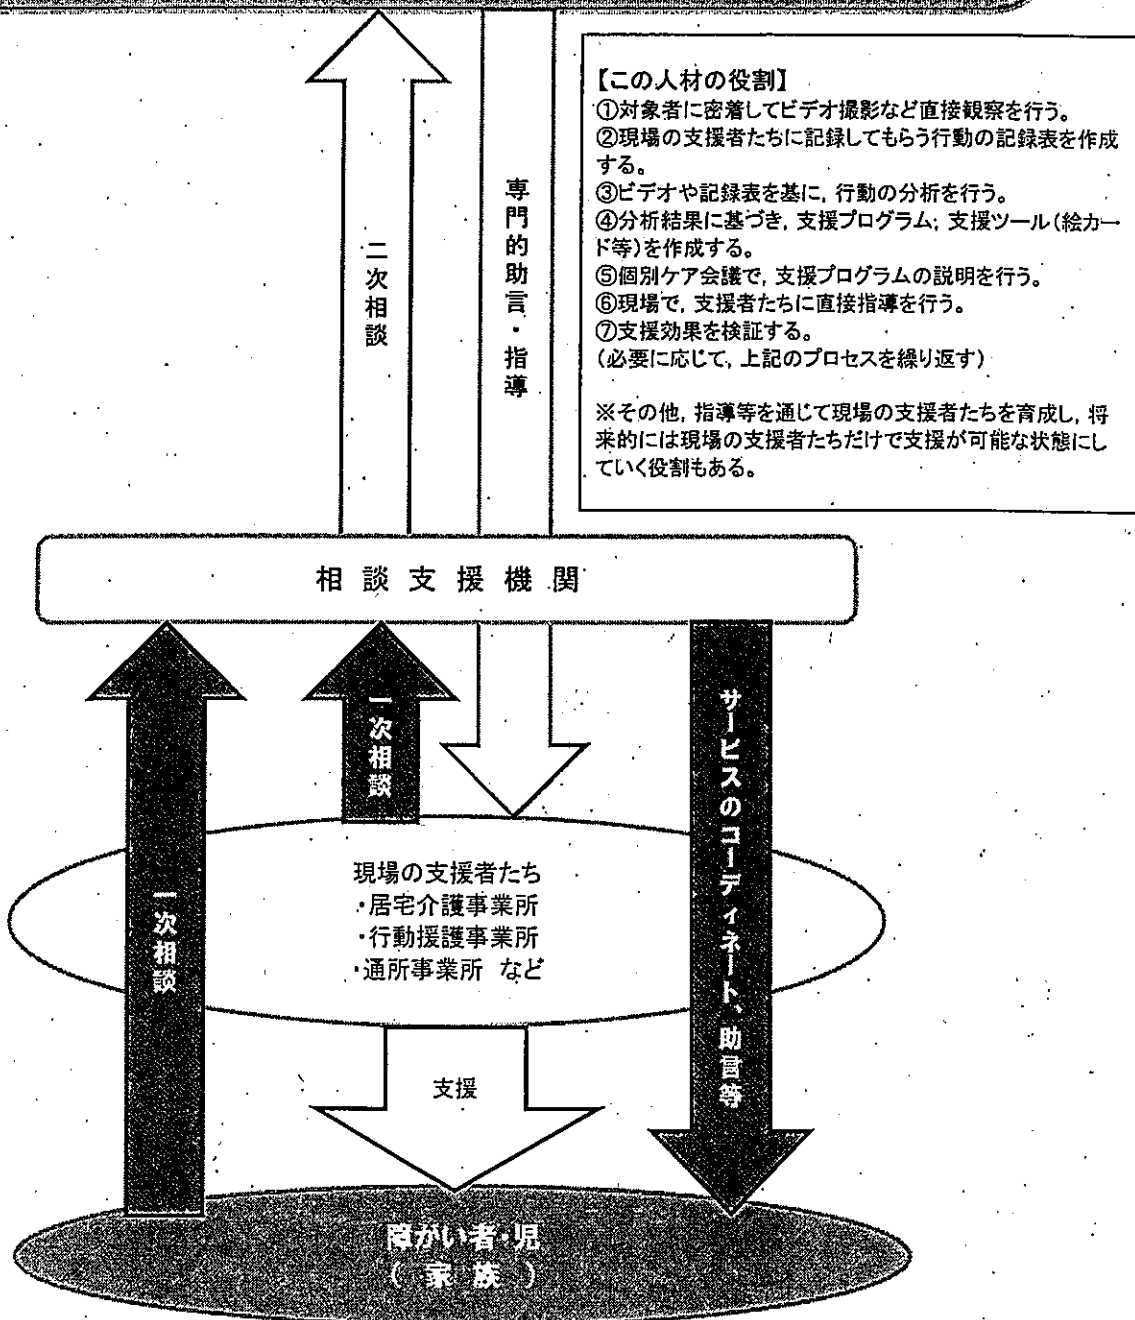 【この人材の役割】
①対象者に密着してビデオ撮影など直接観察を行う。
②現場の支援者たちに記録してもらう行動の記録表を作成
する。
③ビデオや記録表を基に，行動の分析を行う。
④分析結果に基づき，支援プログラム，支援ツール（絵カー
ド等）を作成する。
⑤個別ケア会議で，支援プログラムの説明を行う。
⑥現場で，支援者たちに直接指導を行う。
⑦支援効果を検証する。
（必要に応じて，上記のプロセスを繰り返す）
※その他，指導等を通じて現場の支援者たちを育成し，将
来的には現場の支援者たちだけで支援が可能な状態にし
ていく役割もある。
二次相談
専門的助言・指導
相談支援機関
一次相談
一次相談
サービスのコーディネート、助言等
現場の支援者たち
・居宅介護事業所
・行動援護事業所
・通所事業所 など
支援
障がい者・児
（ 家 族 ）